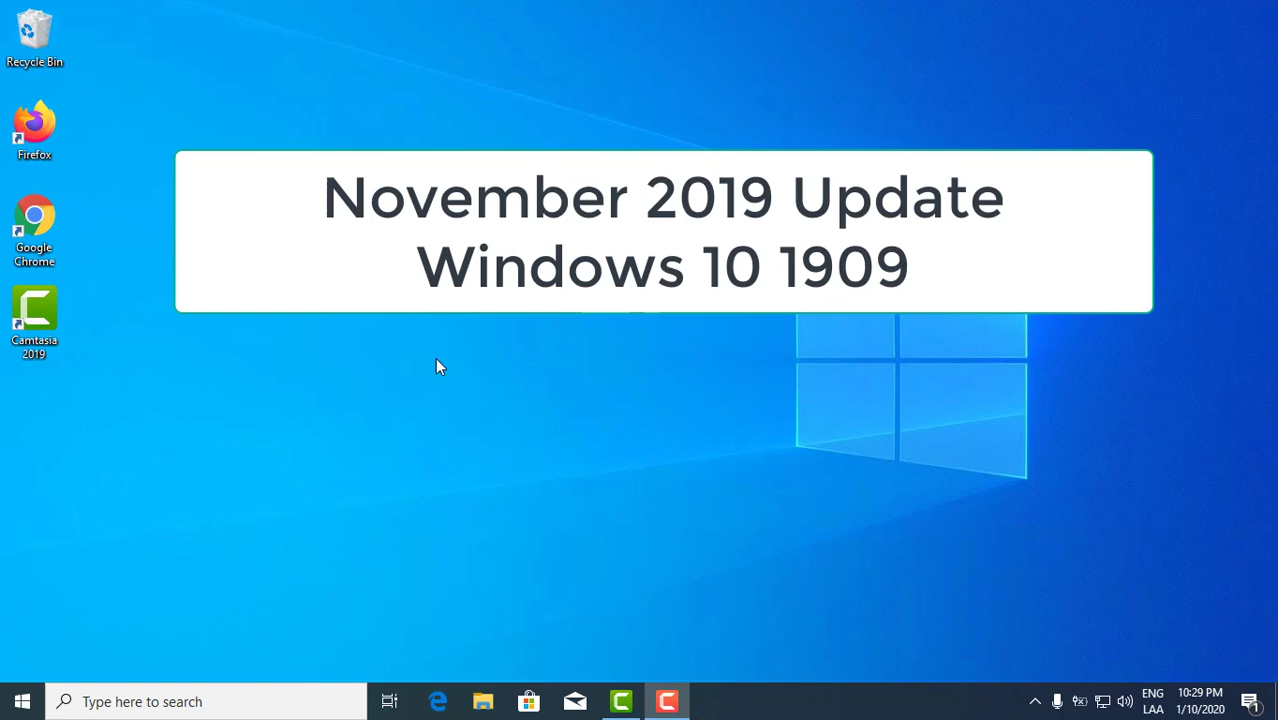 Recycle Bin
Firefox
Google
Chrome
Camtasia
2019
November 2019 Update
Windows 10 1909
Type here to search
ENG
LAA
10:29 PM
1/10/2020
1